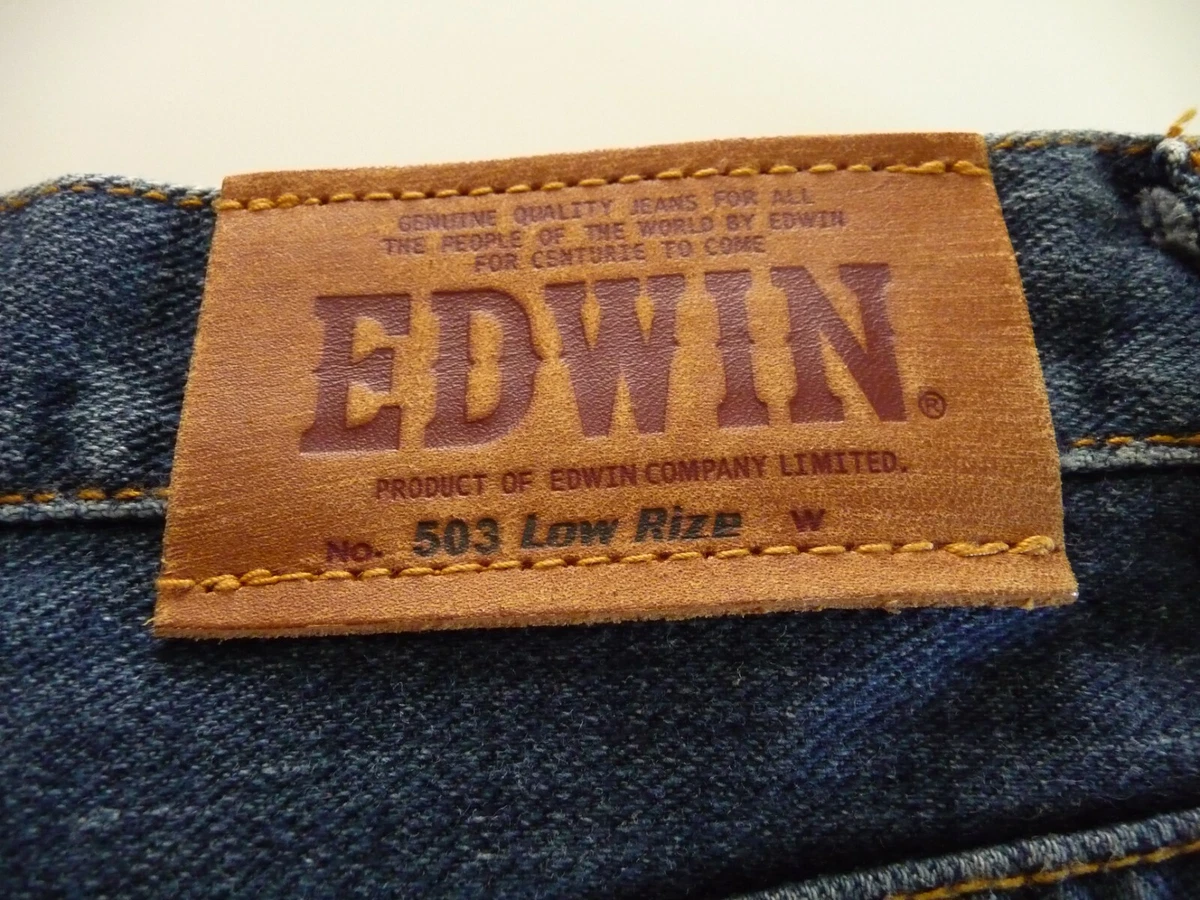 GENUINE QUALITY JEANS FOR ALL
THE PEOPLE OF THE WORLD BY EDWIN
FOR CENTURIE TO COME
EDWIN®
PRODUCT OF EDWIN COMPANY LIMITED.
No. 503 Low Rize W